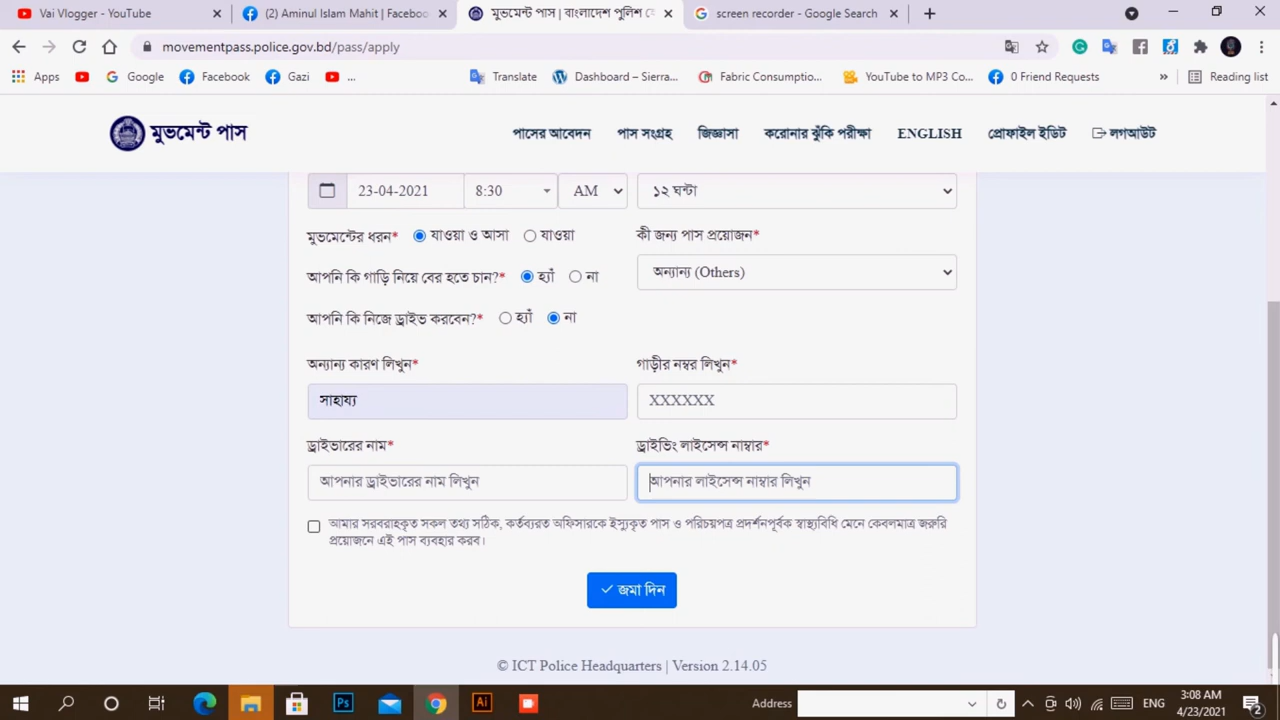 Vai Vlogger - YouTube
(2) Aminul Islam Mahit | Faceboo
মুভমেন্ট পাস | বাংলাদেশ পুলিশ হে
screen recorder - Google Search
movementpass.police.gov.bd/pass/apply
Apps
Google
Facebook
Gazi
...
Translate
Dashboard – Sierra...
Fabric Consumptio...
YouTube to MP3 Co...
0 Friend Requests
»
Reading list
মুভমেন্ট পাস
পাসের আবেদন
পাস সংগ্রহ
জিজ্ঞাসা
করোনার ঝুঁকি পরীক্ষা
ENGLISH
প্রোফাইল ইডিট
লগআউট
23-04-2021
8:30
AM
১২ ঘন্টা
মুভমেন্টের ধরন* যাওয়া ও আসা যাওয়া
কী জন্য পাস প্রয়োজন*
আপনি কি গাড়ি নিয়ে বের হতে চান?* হ্যাঁ না
অন্যান্য (Others)
আপনি কি নিজে ড্রাইভ করবেন?* হ্যাঁ না
অন্যান্য কারণ লিখুন*
গাড়ীর নম্বর লিখুন*
সাহায্য
XXXXXX
ড্রাইভারের নাম*
ড্রাইভিং লাইসেন্স নাম্বার*
আপনার ড্রাইভারের নাম লিখুন
আপনার লাইসেন্স নাম্বার লিখুন
আমার সরবরাহকৃত সকল তথ্য সঠিক, কর্তব্যরত অফিসারকে ইস্যুকৃত পাস ও পরিচয়পত্র প্রদর্শনপূর্বক স্বাস্থ্যবিধি মেনে কেবলমাত্র জরুরি
প্রয়োজনে এই পাস ব্যবহার করব।
জমা দিন
© ICT Police Headquarters | Version 2.14.05
Ps
Ai
Address
ENG
3:08 AM
4/23/2021
2